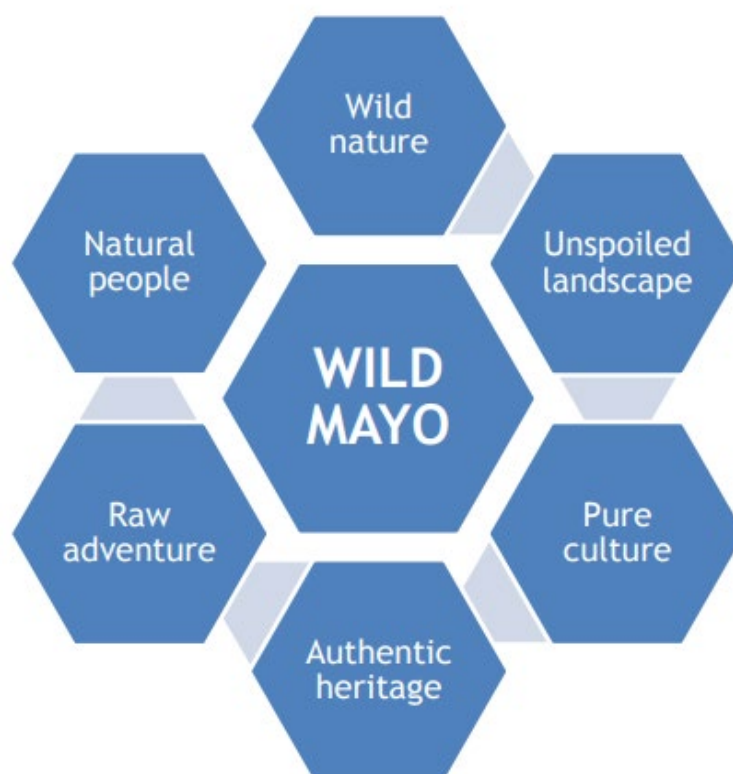 Wild
nature
Unspoiled
landscape
Pure
culture
Authentic
heritage
Raw
adventure
Natural
people
WILD
MAYO